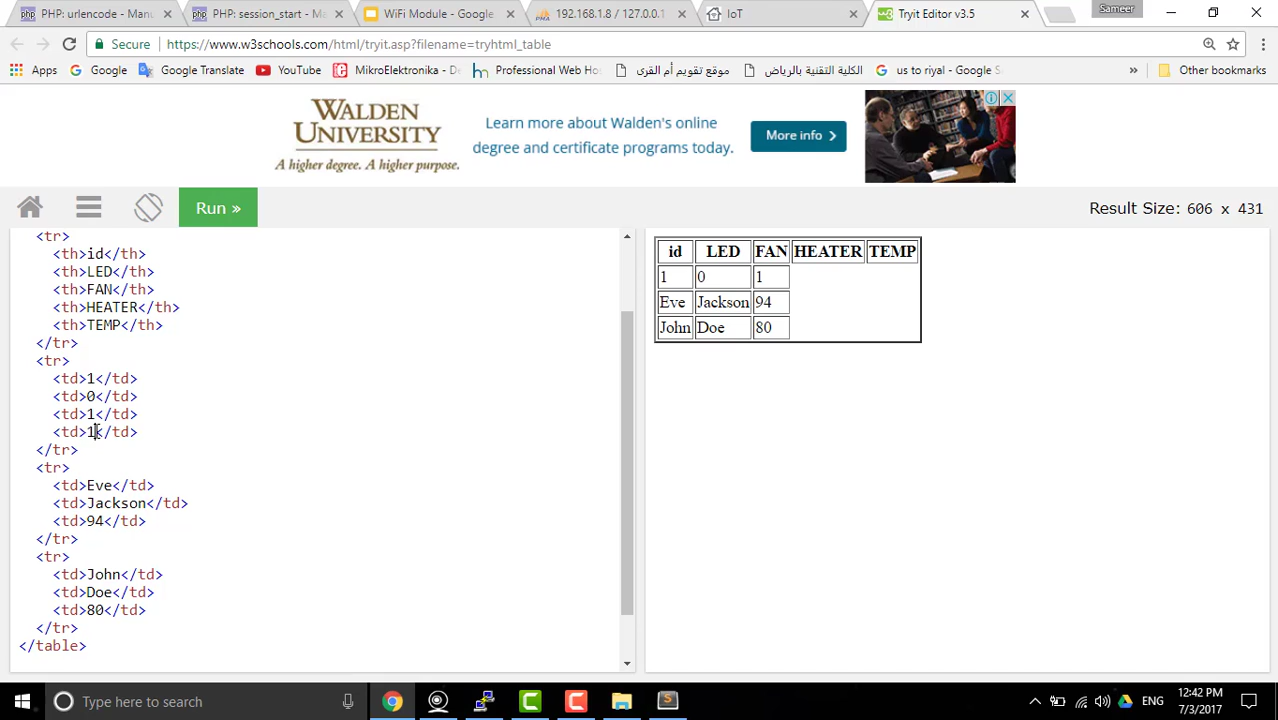 PHP: urlencode - Manu
PHP: session_start - Ma
WiFi Module - Google
192.168.1.8 / 127.0.0.1
IoT
Tryit Editor v3.5
Sameer
Secure
https://www.w3schools.com/html/tryit.asp?filename=tryhtml_table
Apps
Google
Google Translate
YouTube
MikroElektronika - De
Professional Web Hos
موقع تقويم أم القرى
الكلية التقنية بالرياض
us to riyal - Google Se
Other bookmarks
WALDEN
UNIVERSITY
A higher degree. A higher purpose.
Learn more about Walden's online
degree and certificate programs today.
More info
Run »
Result Size: 606 x 431
<tr>
<th>id</th>
<th>LED</th>
<th>FAN</th>
<th>HEATER</th>
<th>TEMP</th>
</tr>
<tr>
<td>1</td>
<td>0</td>
<td>1</td>
<td>1</td>
</tr>
<tr>
<td>Eve</td>
<td>Jackson</td>
<td>94</td>
</tr>
<tr>
<td>John</td>
<td>Doe</td>
<td>80</td>
</tr>
</table>
id LED FAN HEATER TEMP
1 0 1
Eve Jackson 94
John Doe 80
Type here to search
ENG
12:42 PM
7/3/2017